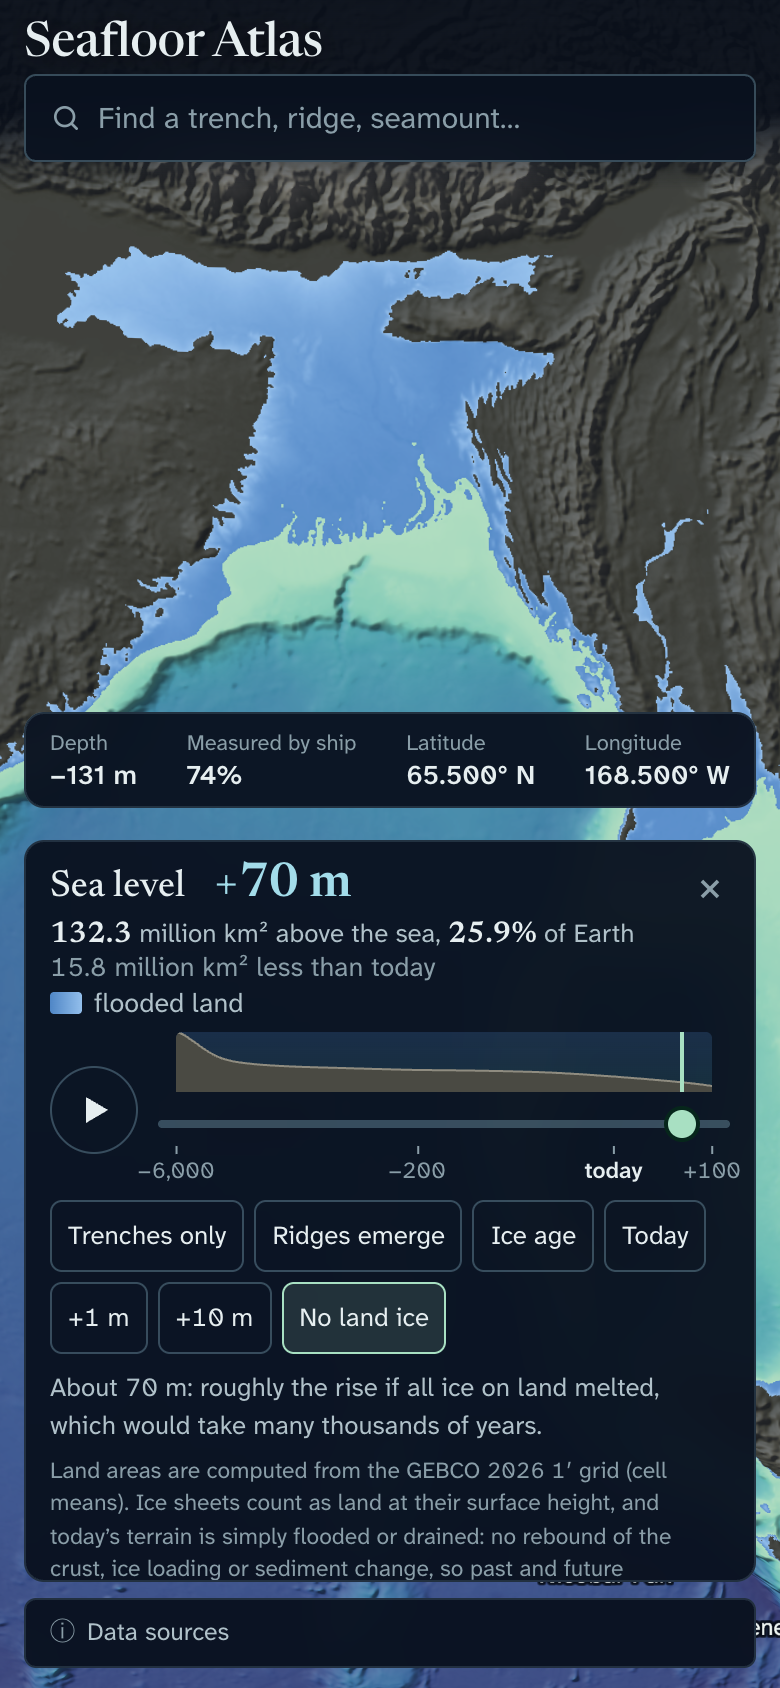 Seafloor Atlas
Find a trench, ridge, seamount...
Depth
−131 m
Measured by ship
74%
Latitude
65.500° N
Longitude
168.500° W
Sea level +70 m
132.3 million km² above the sea, 25.9% of Earth
15.8 million km² less than today
flooded land
−6,000 −200 today +100
Trenches only Ridges emerge Ice age Today
+1 m +10 m No land ice
About 70 m: roughly the rise if all ice on land melted,
which would take many thousands of years.
Land areas are computed from the GEBCO 2026 1′ grid (cell
means). Ice sheets count as land at their surface height, and
today’s terrain is simply flooded or drained: no rebound of the
crust, ice loading or sediment change, so past and future
Data sources